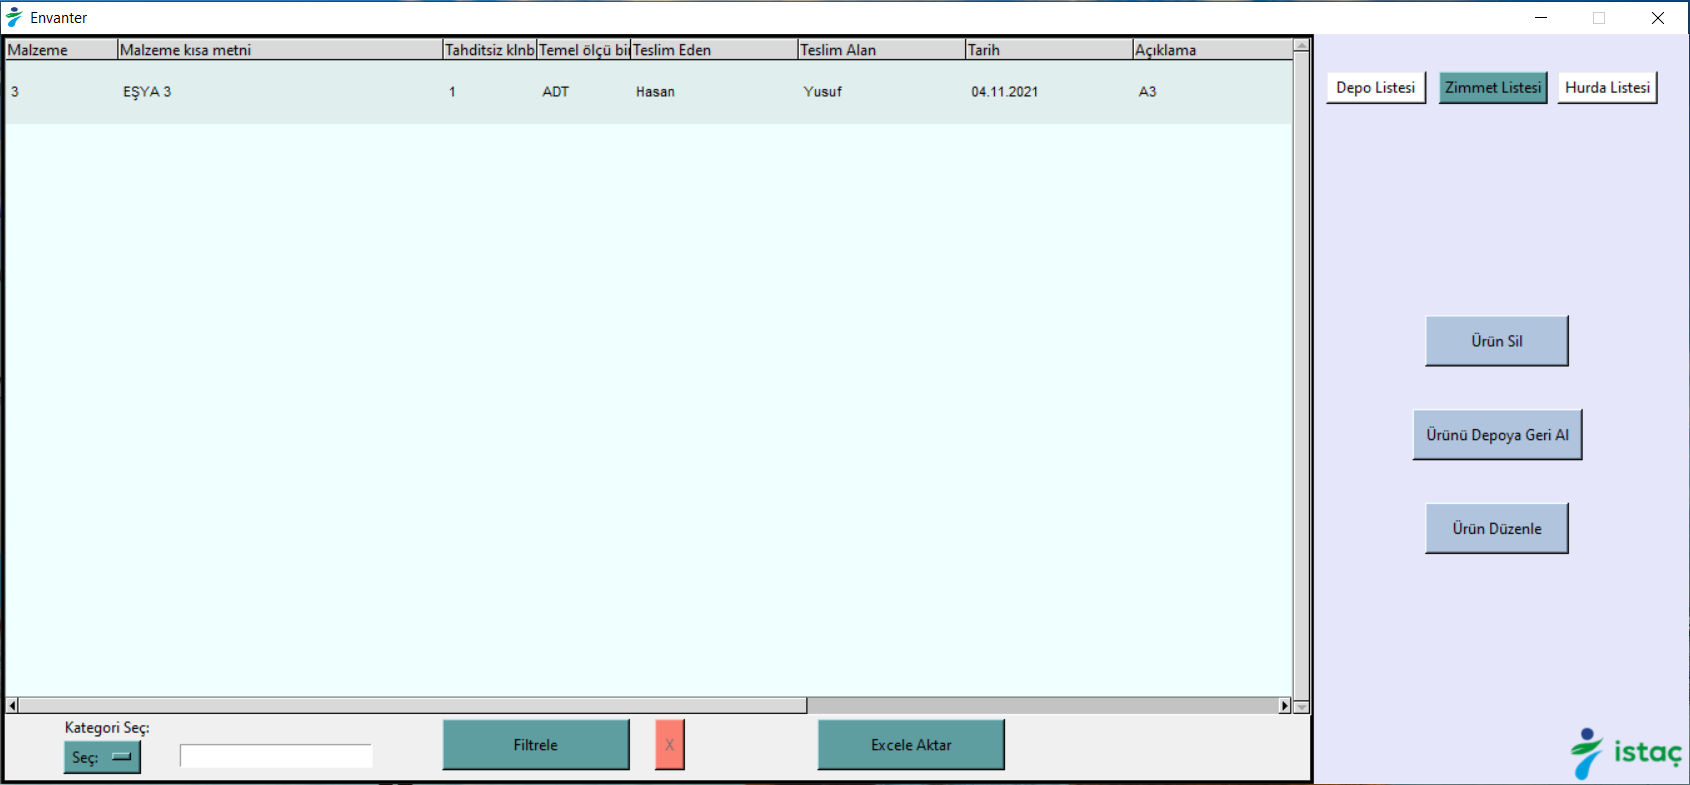 Envanter
Malzeme Malzeme kısa metni Tahditsiz klnb Temel ölçü bir Teslim Eden Teslim Alan Tarih Açıklama
3 EŞYA 3 1 ADT Hasan Yusuf 04.11.2021 A3
Depo Listesi Zimmet Listesi Hurda Listesi
Ürün Sil
Ürünü Depoya Geri Al
Ürün Düzenle
Kategori Seç:
Seç: Filtrele X Excele Aktar
istaç